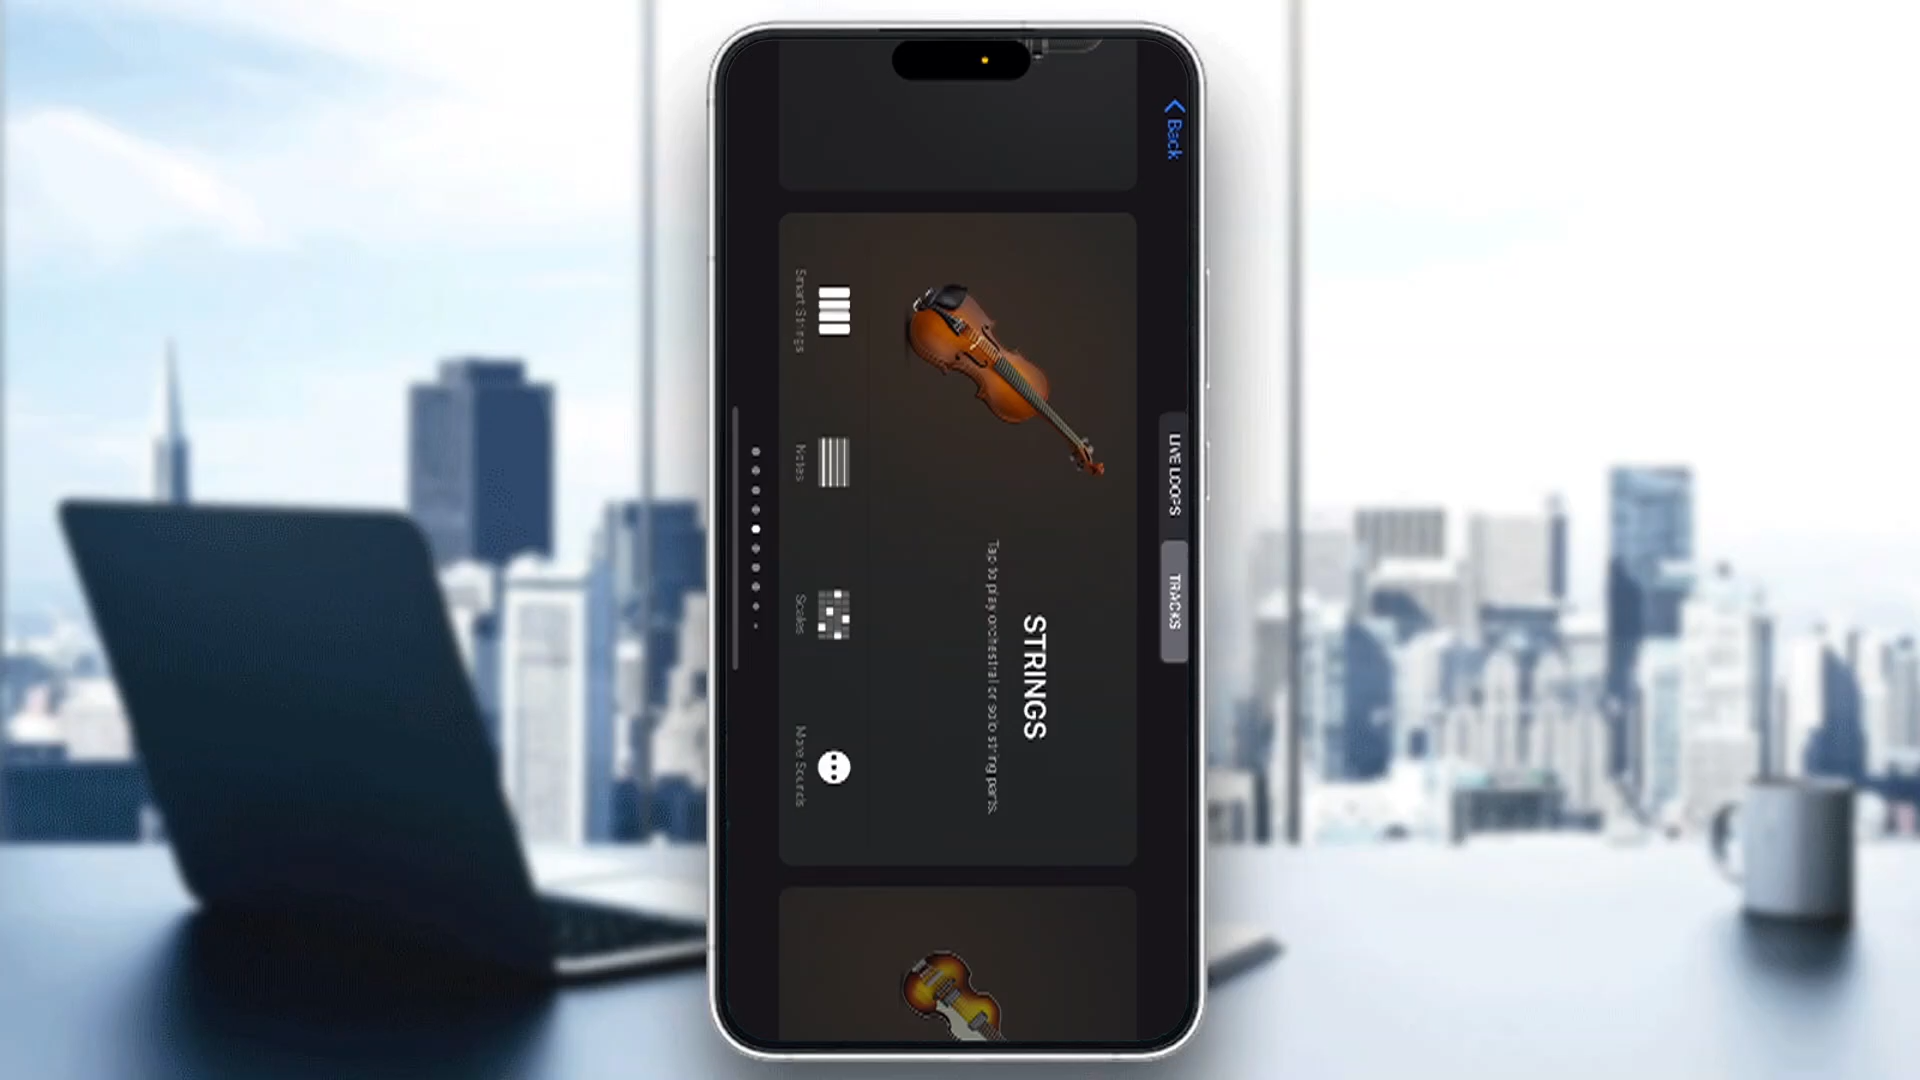 Back
LIVE LOOPS
TRACKS
STRINGS
Tap to play orchestral or solo string parts.
Smart Strings
Notes
Scales
More Sounds